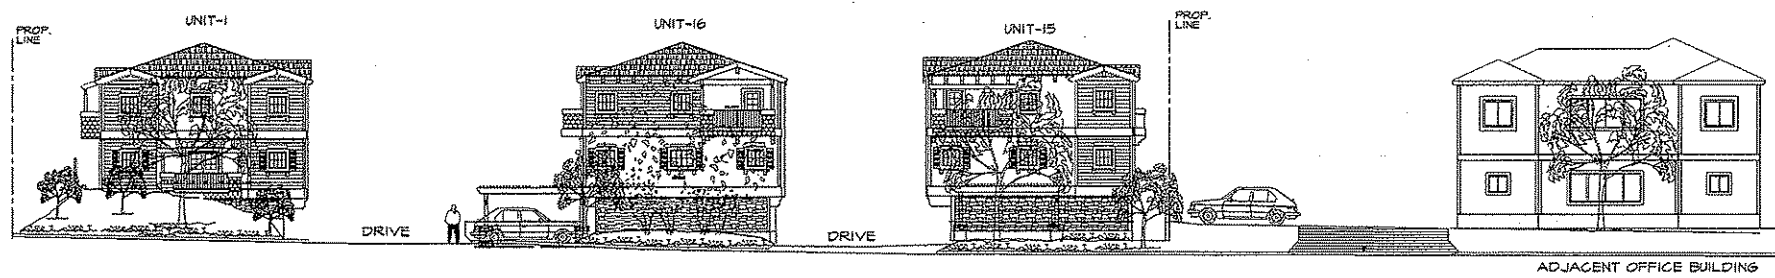 PROP.
LINE
UNIT-1
UNIT-16
UNIT-15
PROP.
LINE
DRIVE
DRIVE
ADJACENT OFFICE BUILDING